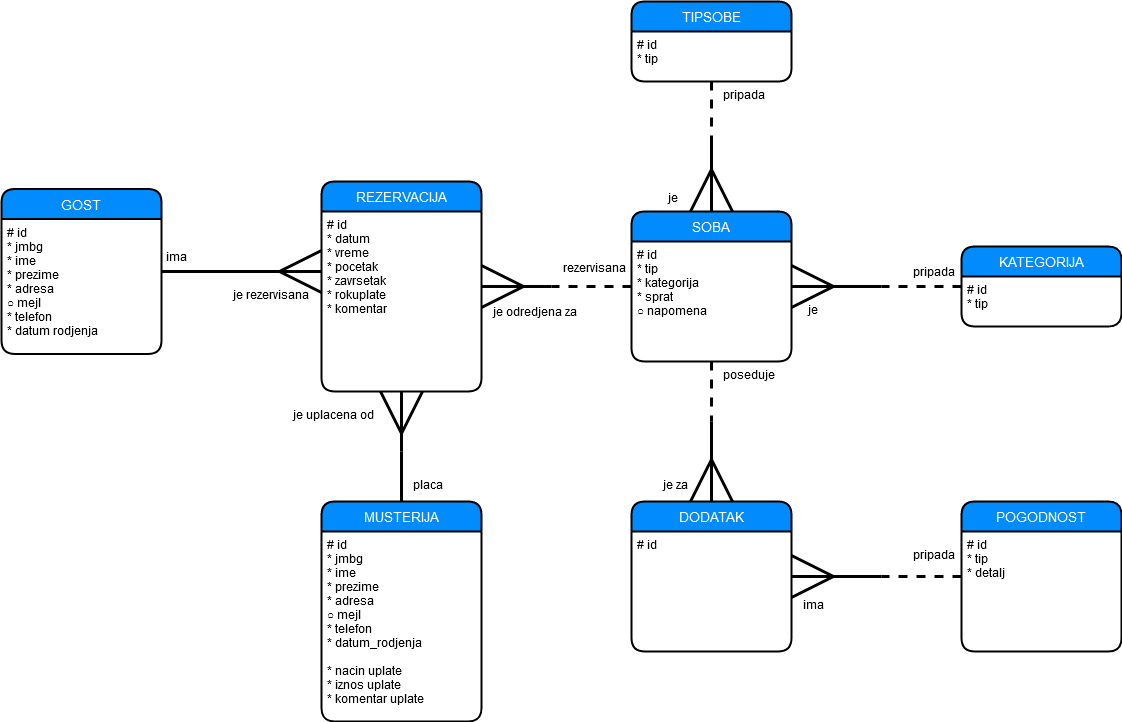 TIPSOBE
# id
* tip
pripada
je
GOST
# id
* jmbg
* ime
* prezime
* adresa
○ mejl
* telefon
* datum rodjenja
ima
je rezervisana
REZERVACIJA
# id
* datum
* vreme
* pocetak
* zavrsetak
* rokuplate
* komentar
rezervisana
je odredjena za
SOBA
# id
* tip
* kategorija
* sprat
○ napomena
pripada
je
KATEGORIJA
# id
* tip
je uplacena od
placa
poseduje
je za
MUSTERIJA
# id
* jmbg
* ime
* prezime
* adresa
○ mejl
* telefon
* datum_rodjenja
* nacin uplate
* iznos uplate
* komentar uplate
DODATAK
# id
pripada
ima
POGODNOST
# id
* tip
* detalj